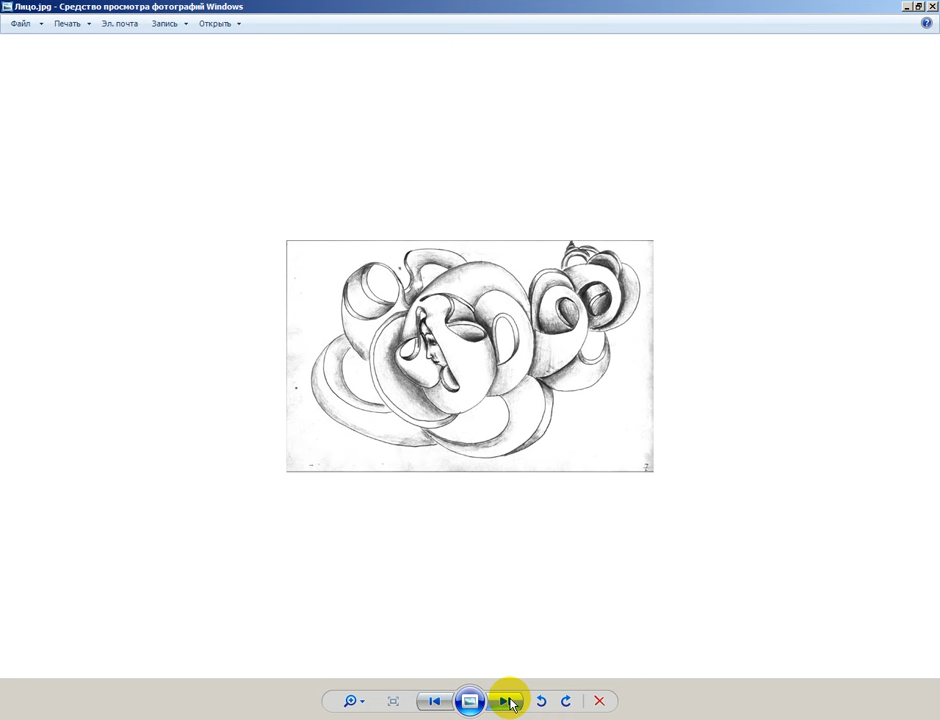 Лицо.jpg - Средство просмотра фотографий Windows
Файл Печать Эл. почта Запись Открыть